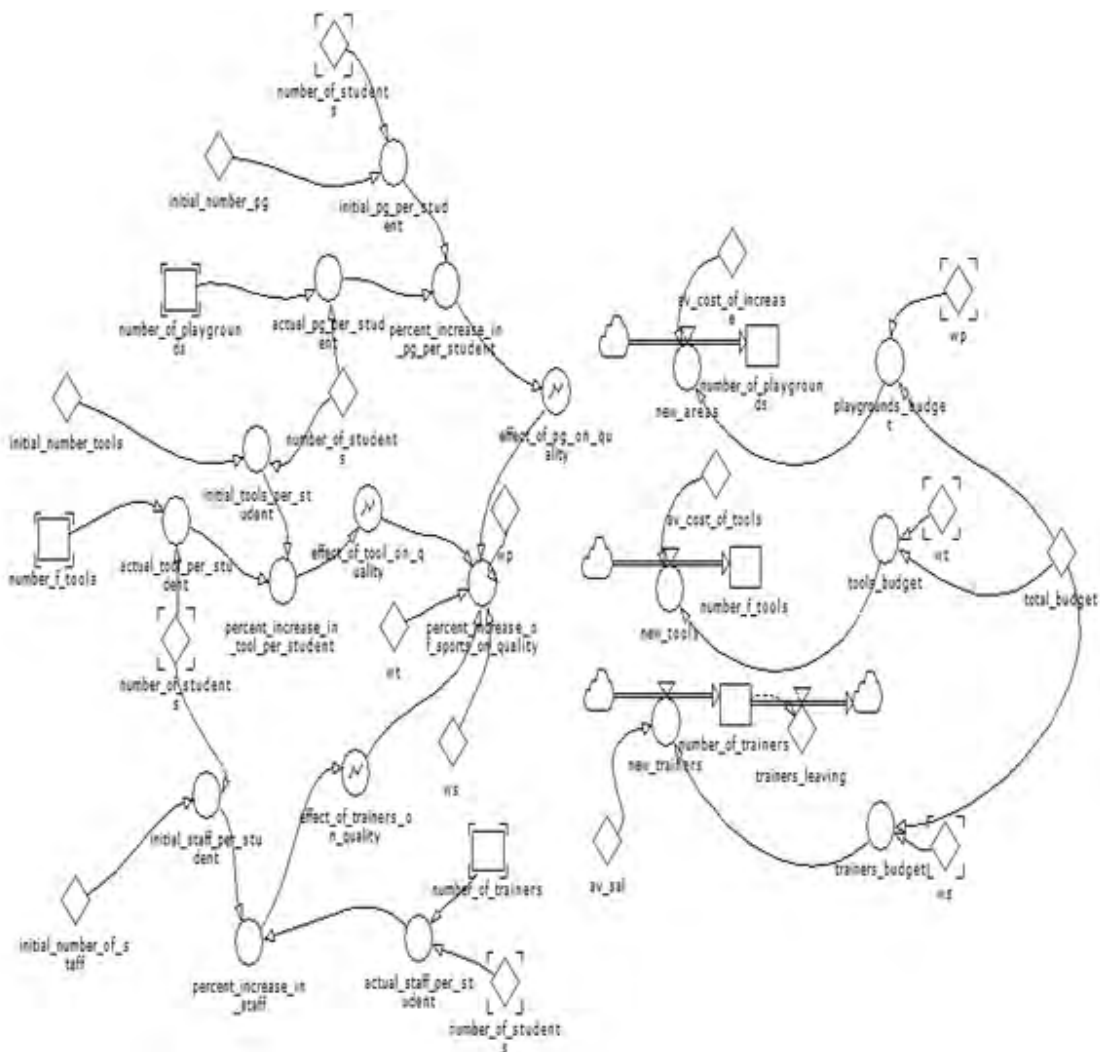 number_of_student
s
initial_number_pg
initial_pg_per_stud
ent
number_of_playgroun
ds
actual_pg_per_stud
ent
percent_increase_in
_pg_per_student
initial_number_tools
number_of_student
s
effect_of_pg_on_qu
ality
initial_tools_per_st
udent
number_f_tools
actual_tool_per_stu
dent
effect_of_tool_on_q
uality
wp
percent_increase_in
_tool_per_student
wt
percent_increase_o
f_sports_on_quality
number_of_student
s
ws
initial_staff_per_stu
dent
effect_of_trainers_o
n_quality
number_of_trainers
initial_number_of_s
taff
percent_increase_in
_staff
actual_staff_per_st
udent
number_of_student
s
av_cost_of_increas
e
wp
number_of_playgroun
ds
new_areas
playgrounds_budge
t
av_cost_of_tools
wt
tools_budget
total_budget
number_f_tools
new_tools
number_of_trainers
new_trainers
trainers_leaving
av_sal
trainers_budget
ws